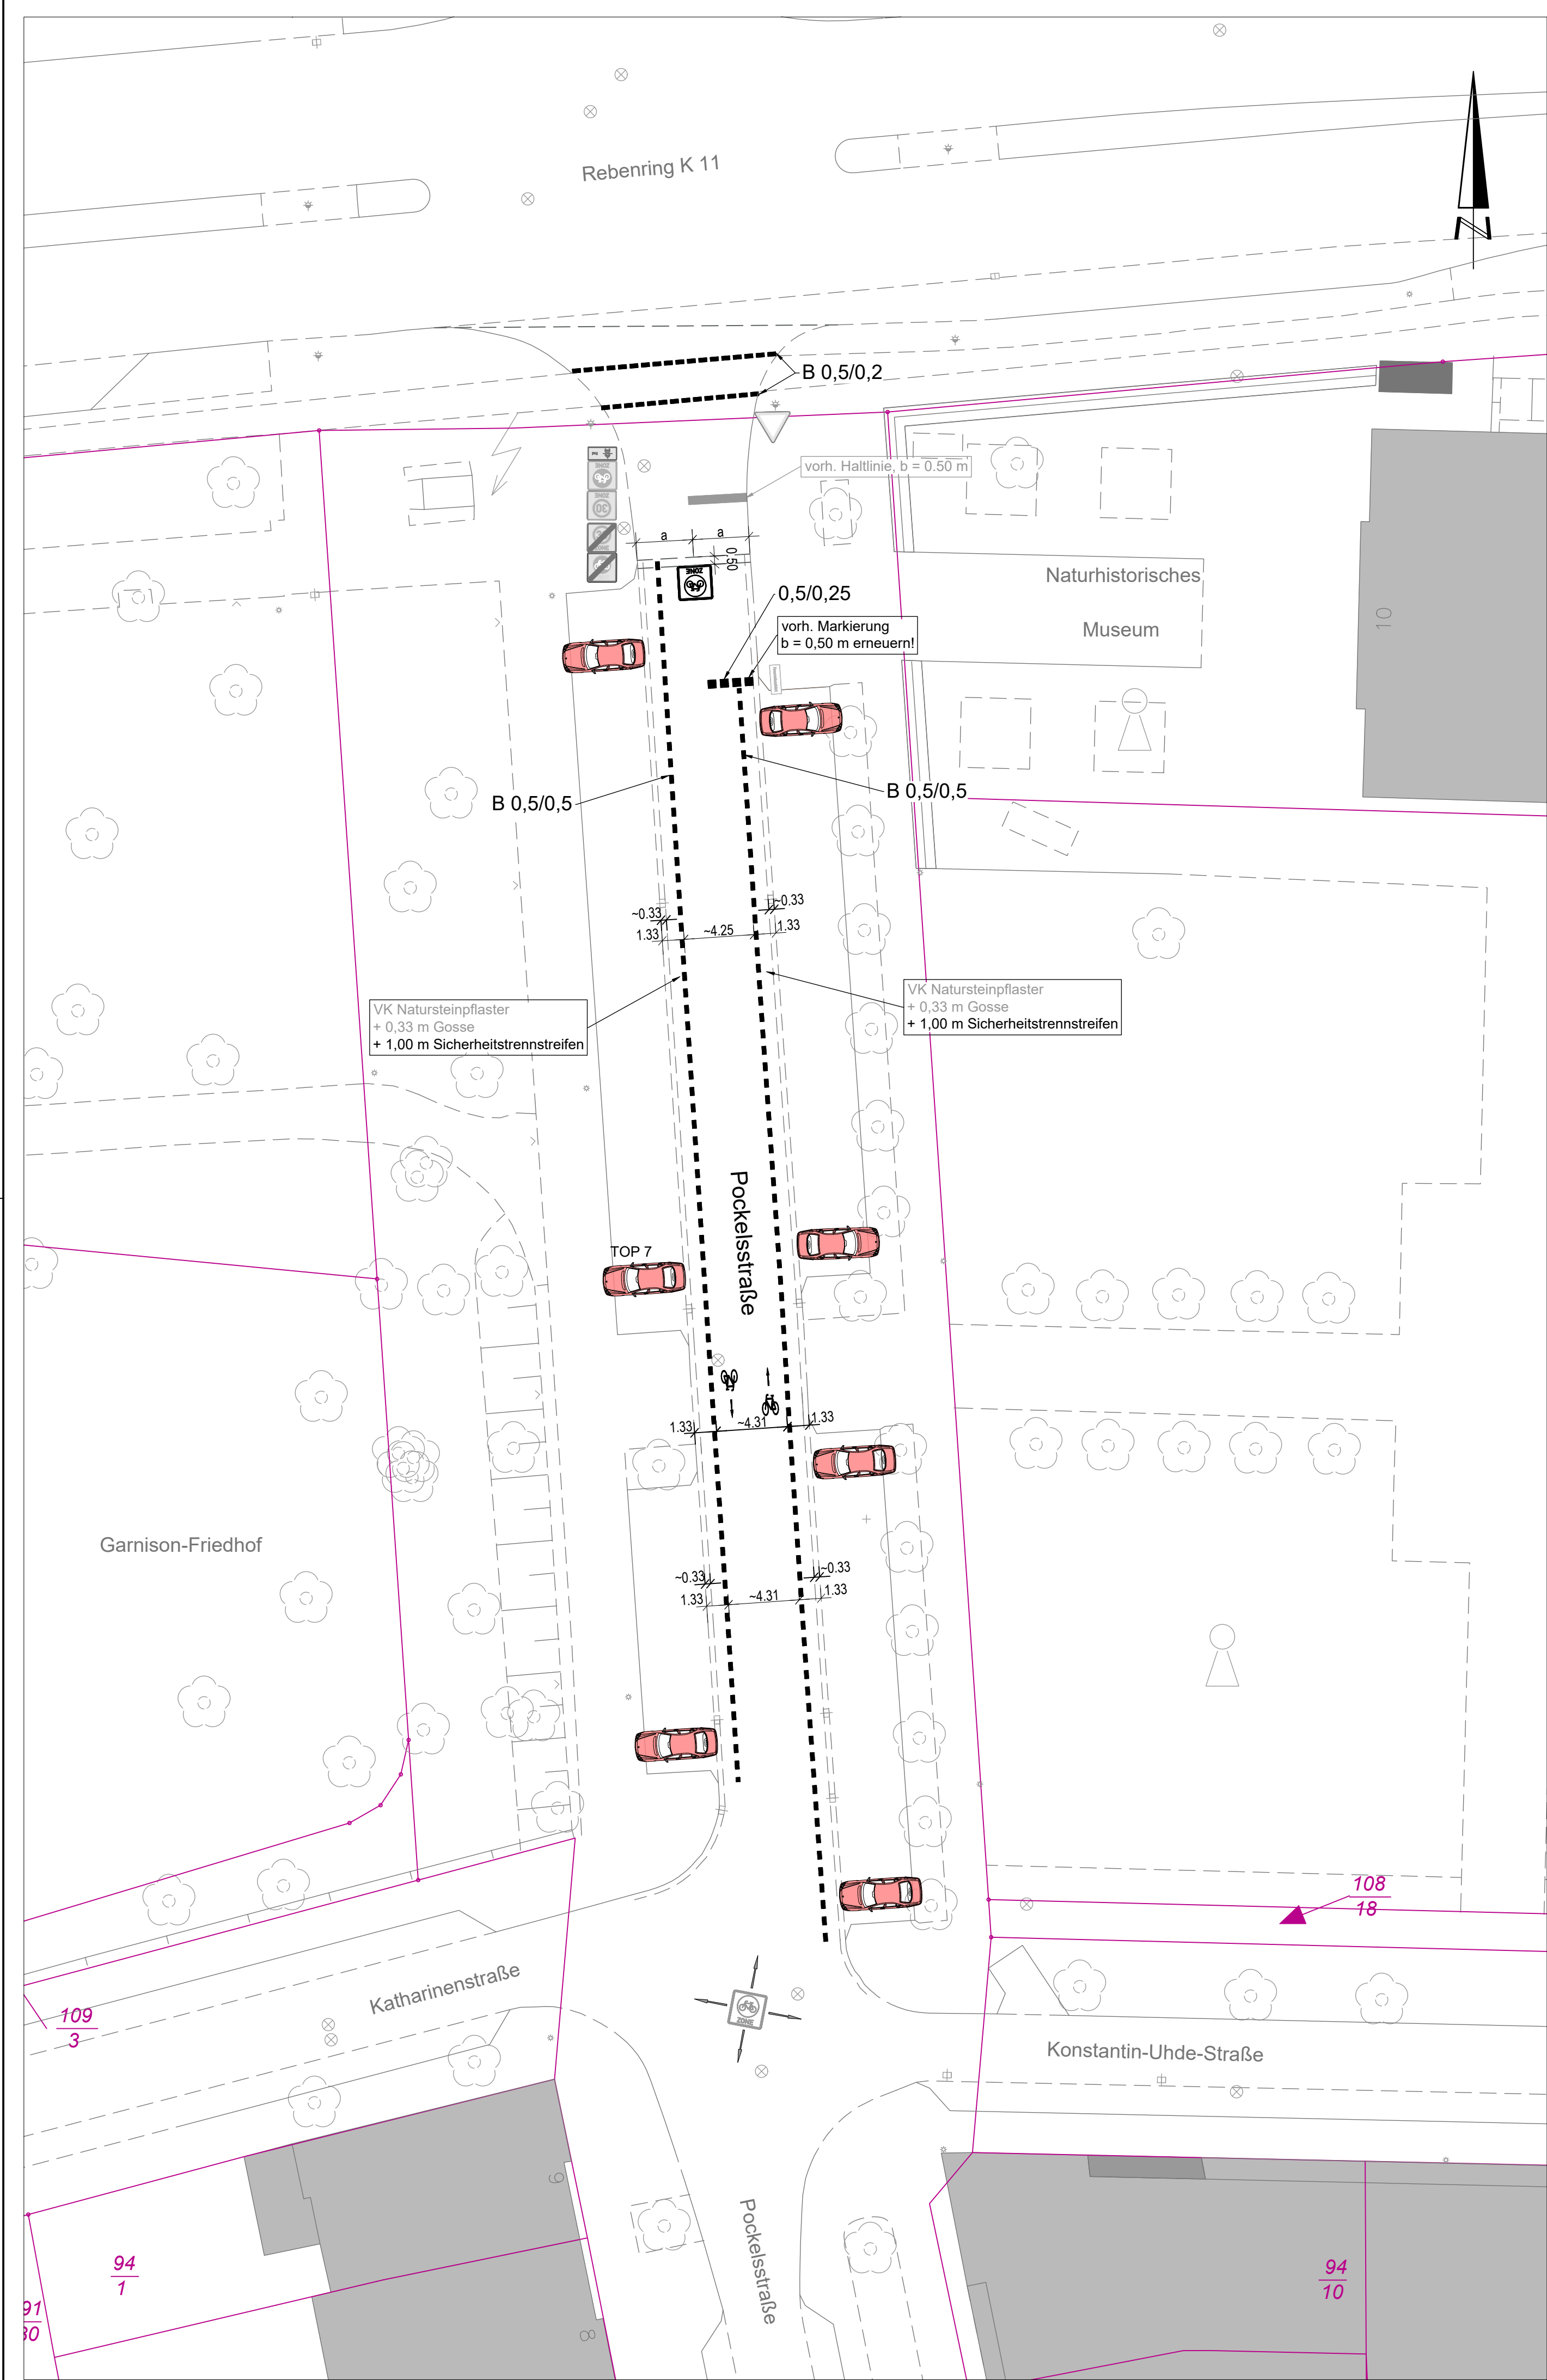 Rebenring K 11
N
B 0,5/0,2
vorh. Haltlinie, b = 0.50 m
ZONE
30
ZONE
a
a
0.50
ZONE
0,5/0,25
vorh. Markierung
b = 0,50 m erneuern!
Naturhistorisches
Museum
10
B 0,5/0,5
B 0,5/0,5
~0.33
~0.33
1.33
~4.25
1.33
VK Natursteinpflaster
+ 0,33 m Gosse
+ 1,00 m Sicherheitstrennstreifen
VK Natursteinpflaster
+ 0,33 m Gosse
+ 1,00 m Sicherheitstrennstreifen
Pockelsstraße
TOP 7
1.33
~4.31
1.33
Garnison-Friedhof
~0.33
~0.33
1.33
~4.31
1.33
108
18
Katharinenstraße
109
3
ZONE
Konstantin-Uhde-Straße
Pockelsstraße
94
1
94
10
8